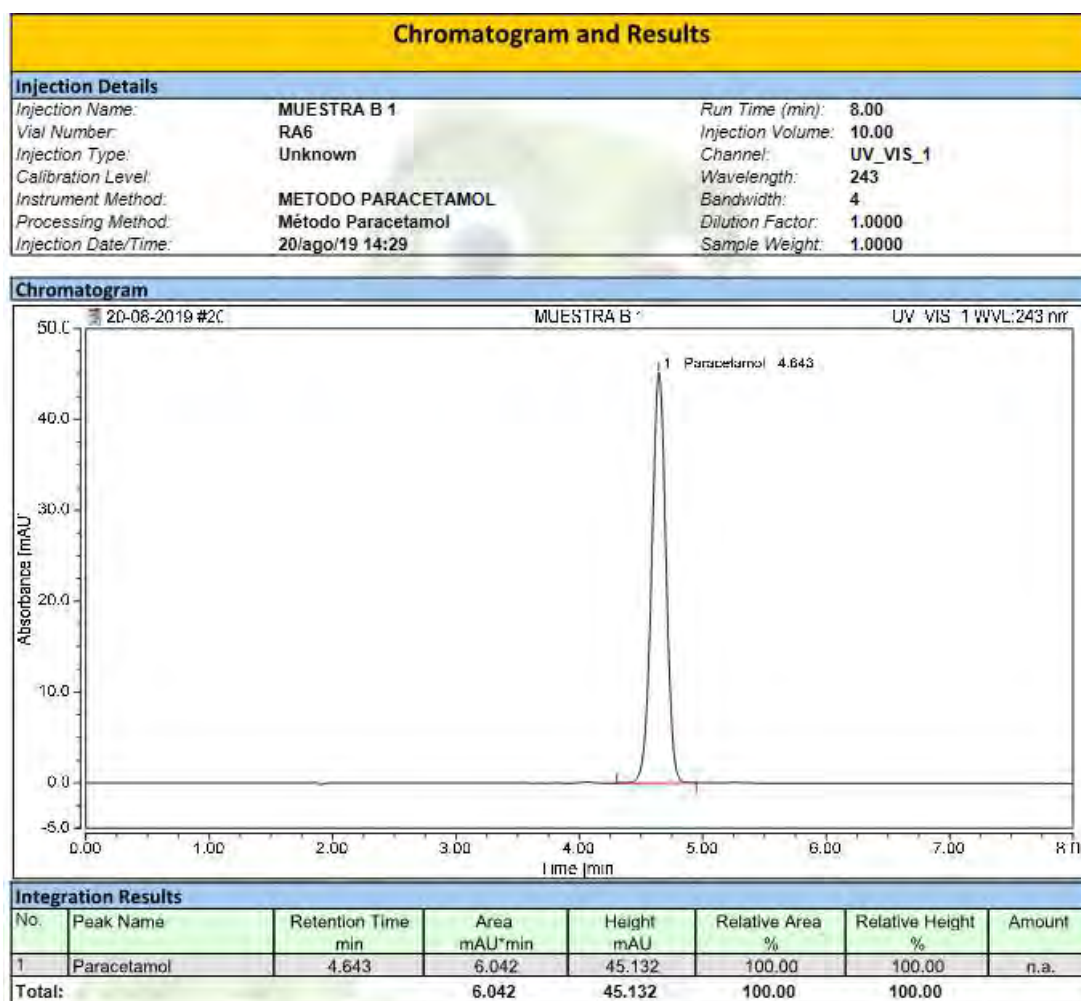 Chromatogram and Results
Injection Details
Injection Name: MUESTRA B 1 Run Time (min): 8.00
Vial Number: RA6 Injection Volume: 10.00
Injection Type: Unknown Channel: UV_VIS_1
Calibration Level: Wavelength: 243
Instrument Method: METODO PARACETAMOL Bandwidth: 4
Processing Method: Método Paracetamol Dilution Factor: 1.0000
Injection Date/Time: 20/ago/19 14:29 Sample Weight: 1.0000
Chromatogram
20-08-2019 #20 MUESTRA B 1 UV_VIS_1 WVL:243 nm
50.0
1 Paracetamol 4.643
40.0
30.0
Absorbance [mAU]
20.0
10.0
0.0
-5.0
0.00 1.00 2.00 3.00 4.00 5.00 6.00 7.00
Time [min
Integration Results
No. Peak Name Retention Time Area Height Relative Area Relative Height Amount
min mAU*min mAU % %
1 Paracetamol 4.643 6.042 45.132 100.00 100.00 n.a.
Total: 6.042 45.132 100.00 100.00